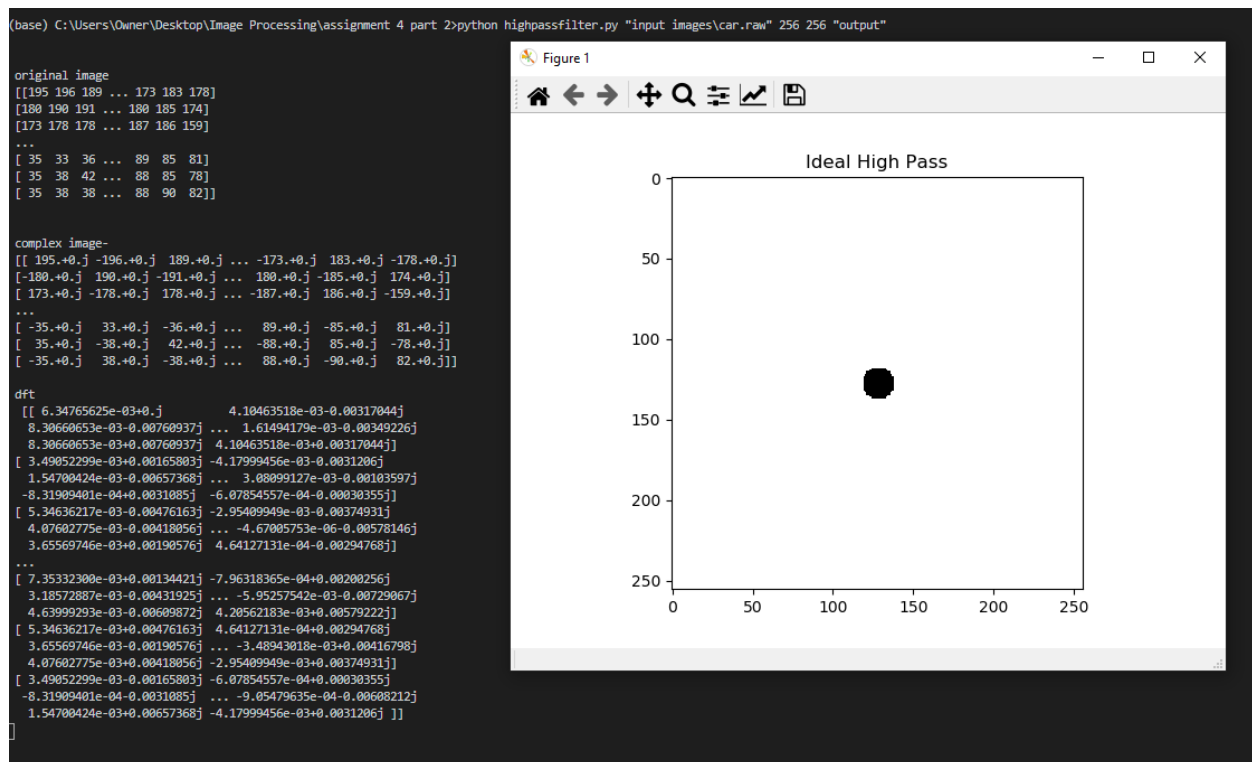 (base) C:\Users\Owner\Desktop\Image Processing\assignment 4 part 2>python highpassfilter.py "input images\car.raw" 256 256 "output"
original image
[[195 196 189 ... 173 183 178]
[180 190 191 ... 180 185 174]
[173 178 178 ... 187 186 159]
...
[ 35 33 36 ... 89 85 81]
[ 35 38 42 ... 88 85 78]
[ 35 38 38 ... 88 90 82]]
complex image-
[[ 195.+0.j -196.+0.j 189.+0.j ... -173.+0.j 183.+0.j -178.+0.j]
[-180.+0.j 190.+0.j -191.+0.j ... 180.+0.j -185.+0.j 174.+0.j]
[ 173.+0.j -178.+0.j 178.+0.j ... -187.+0.j 186.+0.j -159.+0.j]
...
[ -35.+0.j 33.+0.j -36.+0.j ... 89.+0.j -85.+0.j 81.+0.j]
[ 35.+0.j -38.+0.j 42.+0.j ... -88.+0.j 85.+0.j -78.+0.j]
[ -35.+0.j 38.+0.j -38.+0.j ... 88.+0.j -90.+0.j 82.+0.j]]
dft
[[ 6.34765625e-03+0.j 4.10463518e-03-0.00317044j
8.30660653e-03-0.00760937j ... 1.61494179e-03-0.00349226j
8.30660653e-03+0.00760937j 4.10463518e-03+0.00317044j]
[ 3.49052299e-03+0.00165803j -4.17999456e-03-0.0031206j
1.54700424e-03-0.00657368j ... 3.08099127e-03-0.00103597j
-8.31909401e-04+0.0031085j -6.07854557e-04-0.00030355j]
[ 5.34636217e-03-0.00476163j -2.95409949e-03-0.00374931j
4.07602775e-03-0.00418056j ... -4.67005753e-06-0.00578146j
3.65569746e-03+0.00190576j 4.64127131e-04-0.00294768j]
...
[ 7.35332300e-03+0.00134421j -7.96318365e-04+0.00200256j
3.18572887e-03-0.00431925j ... -5.95257542e-03-0.00729067j
4.63999293e-03-0.00609872j 4.20562183e-03+0.00579222j]
[ 5.34636217e-03+0.00476163j 4.64127131e-04+0.00294768j
3.65569746e-03-0.00190576j ... -3.48943018e-03+0.00416798j
4.07602775e-03+0.00418056j -2.95409949e-03+0.00374931j]
[ 3.49052299e-03-0.00165803j -6.07854557e-04+0.00030355j
-8.31909401e-04-0.0031085j ... -9.05479635e-04-0.00608212j
1.54700424e-03+0.00657368j -4.17999456e-03+0.0031206j ]]
Figure 1
Ideal High Pass
0
50
100
150
200
250
0 50 100 150 200 250